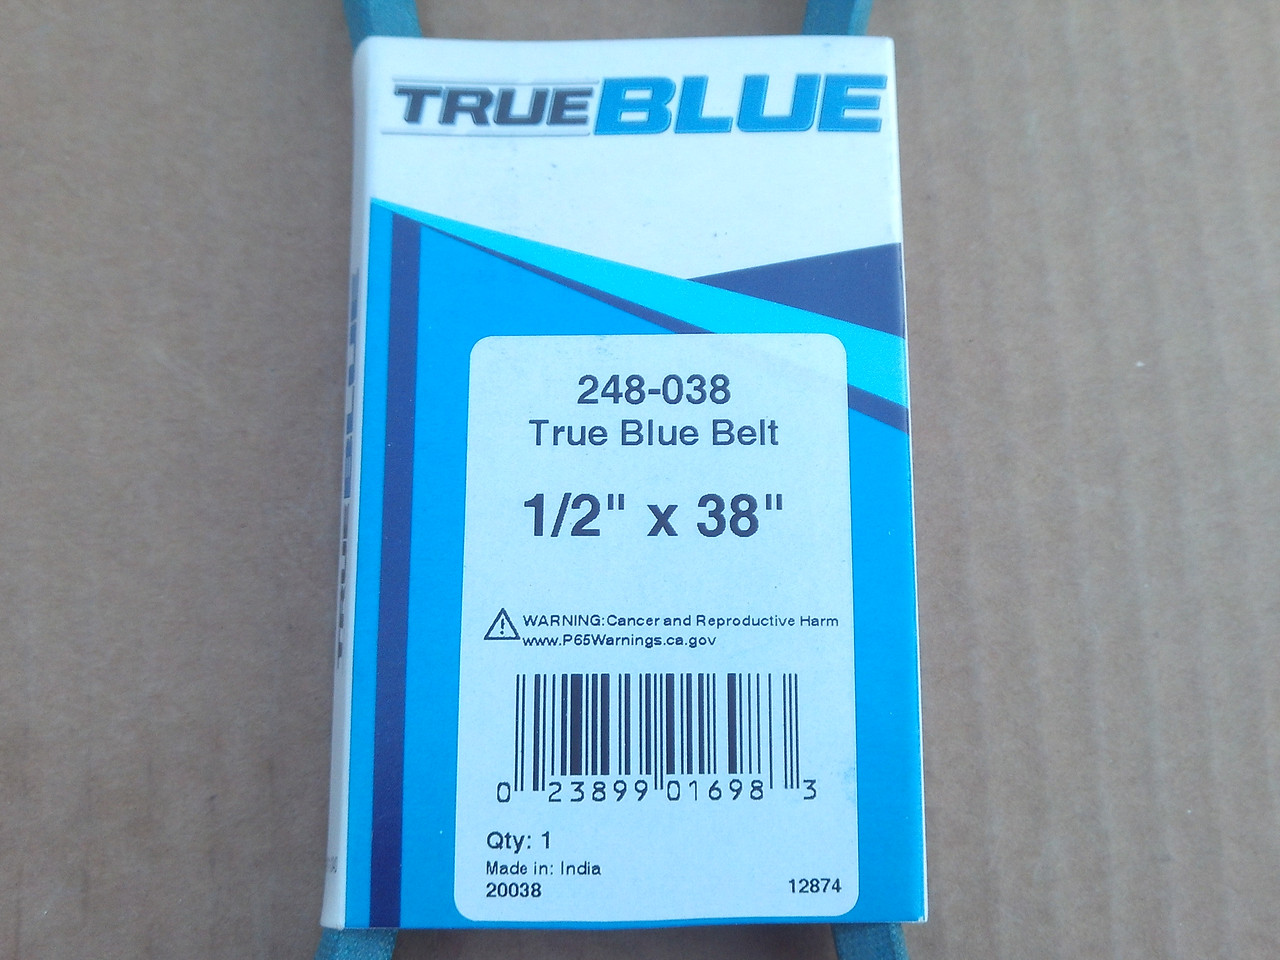 TRUEBLUE
248-038
True Blue Belt
1/2" x 38"
WARNING: Cancer and Reproductive Harm
www.P65Warnings.ca.gov
0 23899 01698 3
Qty: 1
Made in: India
20038
12874